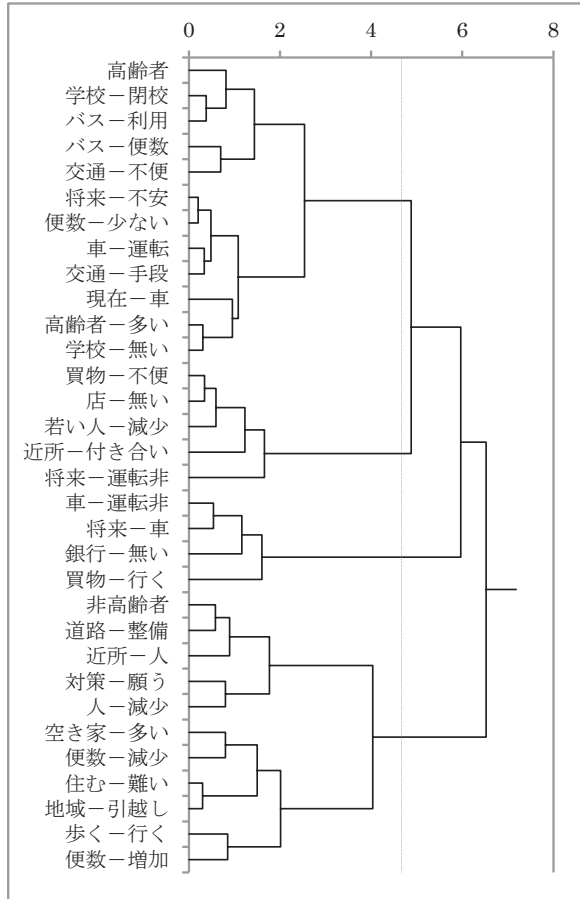 0 2 4 6 8
高齢者
学校－閉校
バス－利用
バス－便数
交通－不便
将来－不安
便数－少ない
車－運転
交通－手段
現在－車
高齢者－多い
学校－無い
買物－不便
店－無い
若い人－減少
近所－付き合い
将来－運転非
車－運転非
将来－車
銀行－無い
買物－行く
非高齢者
道路－整備
近所－人
対策－願う
人－減少
空き家－多い
便数－減少
住む－難い
地域－引越し
歩く－行く
便数－増加